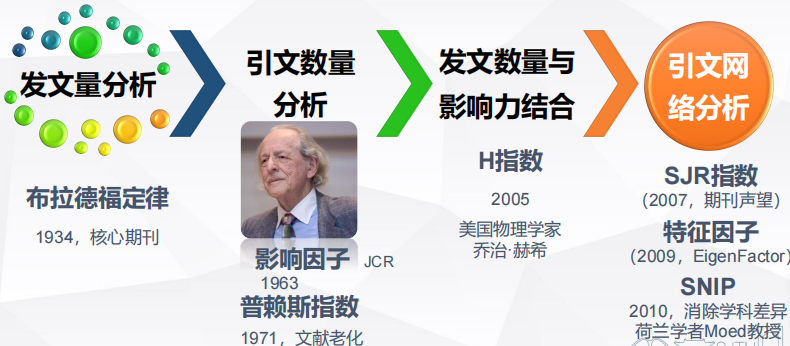 发文量分析
布拉德福定律
1934，核心期刊
引文数量
分析
影响因子 JCR
1963
普赖斯指数
1971，文献老化
发文数量与
影响力结合
H指数
2005
美国物理学家
乔治·赫希
引文网
络分析
SJR指数
（2007，期刊声望）
特征因子
（2009，EigenFactor）
SNIP
2010，消除学科差异
荷兰学者Moed教授